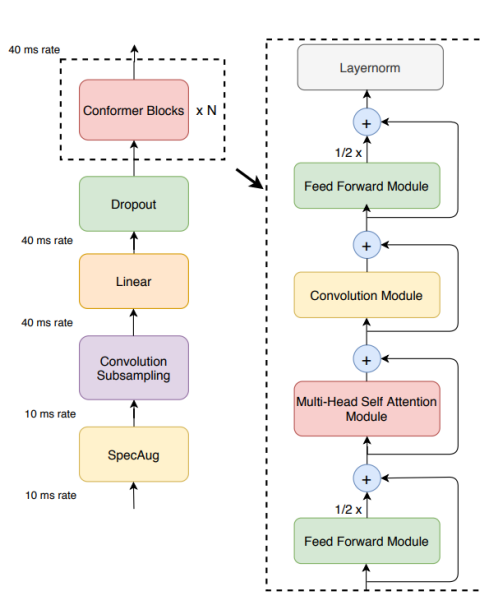 40 ms rate
Conformer Blocks
x N
Dropout
40 ms rate
Linear
40 ms rate
Convolution
Subsampling
10 ms rate
SpecAug
10 ms rate
Layernorm
+
1/2 x
Feed Forward Module
+
Convolution Module
+
Multi-Head Self Attention
Module
+
1/2 x
Feed Forward Module